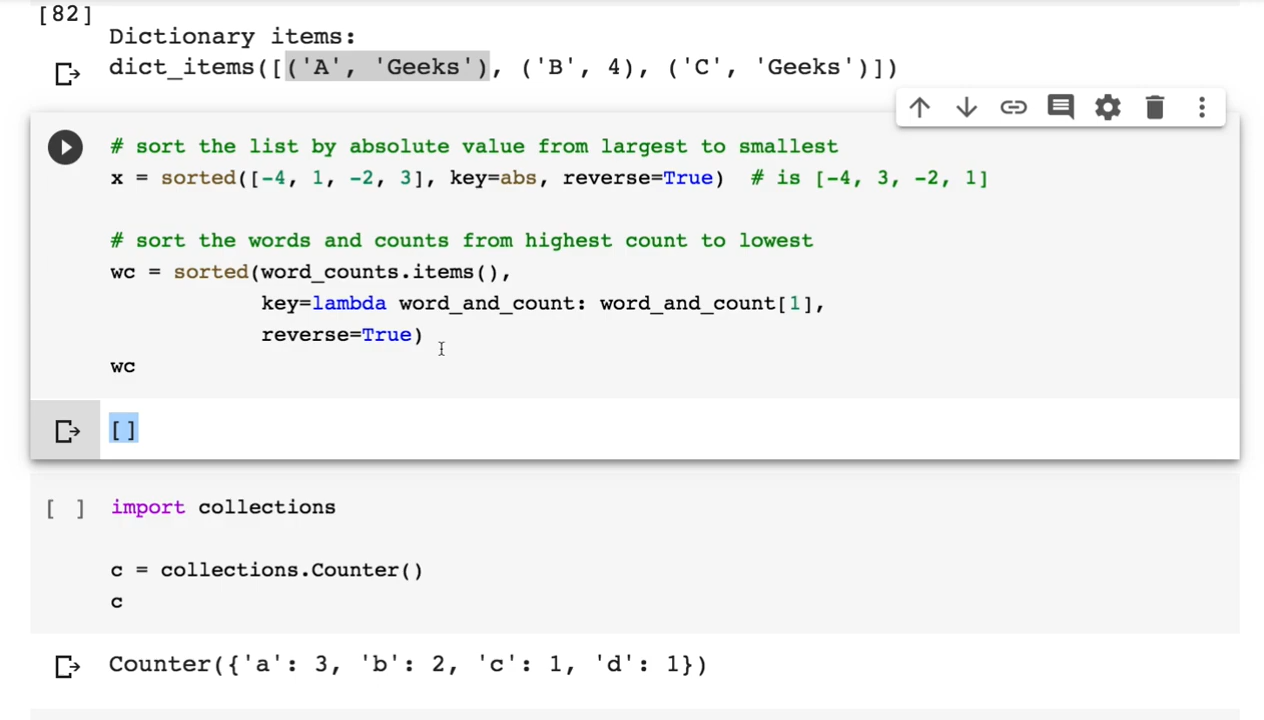 [82]
Dictionary items:
dict_items([('A', 'Geeks'), ('B', 4), ('C', 'Geeks')])
# sort the list by absolute value from largest to smallest
x = sorted([-4, 1, -2, 3], key=abs, reverse=True)  # is [-4, 3, -2, 1]
# sort the words and counts from highest count to lowest
wc = sorted(word_counts.items(),
            key=lambda word_and_count: word_and_count[1],
            reverse=True)
wc
[]
[ ] import collections
c = collections.Counter()
c
Counter({'a': 3, 'b': 2, 'c': 1, 'd': 1})